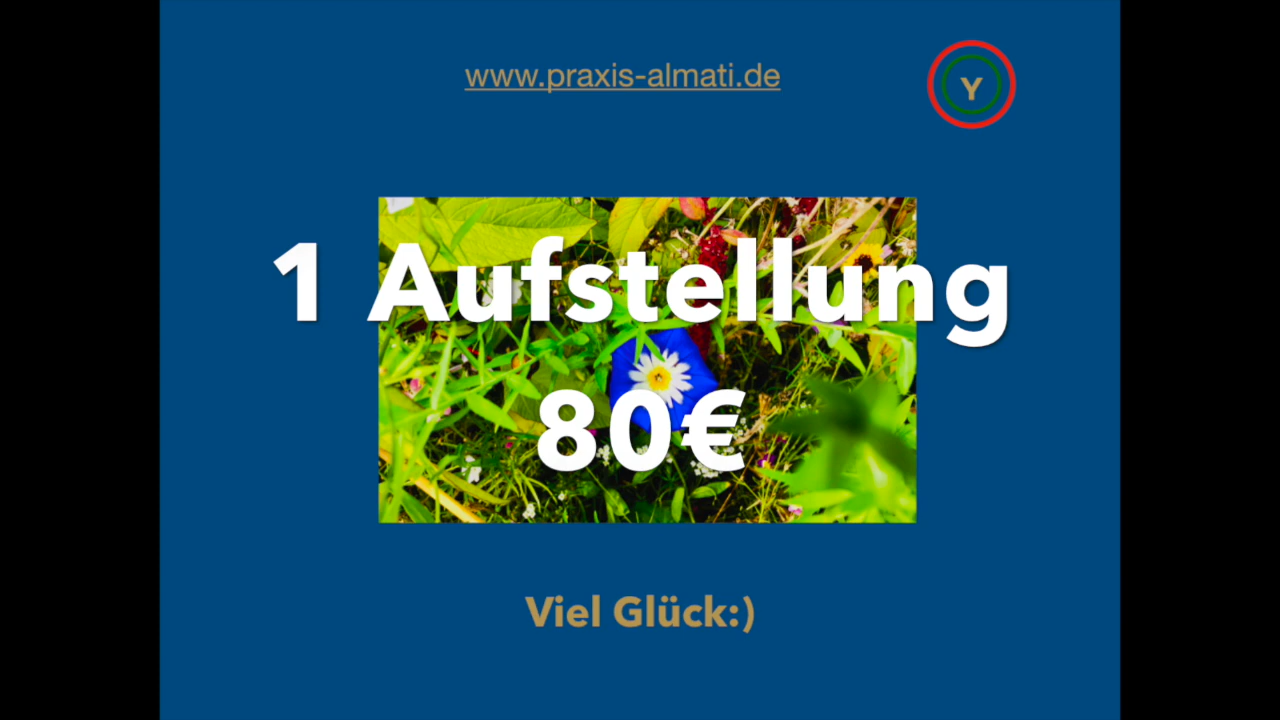 www.praxis-almati.de
Y
1 Aufstellung
80€
Viel Glück:)